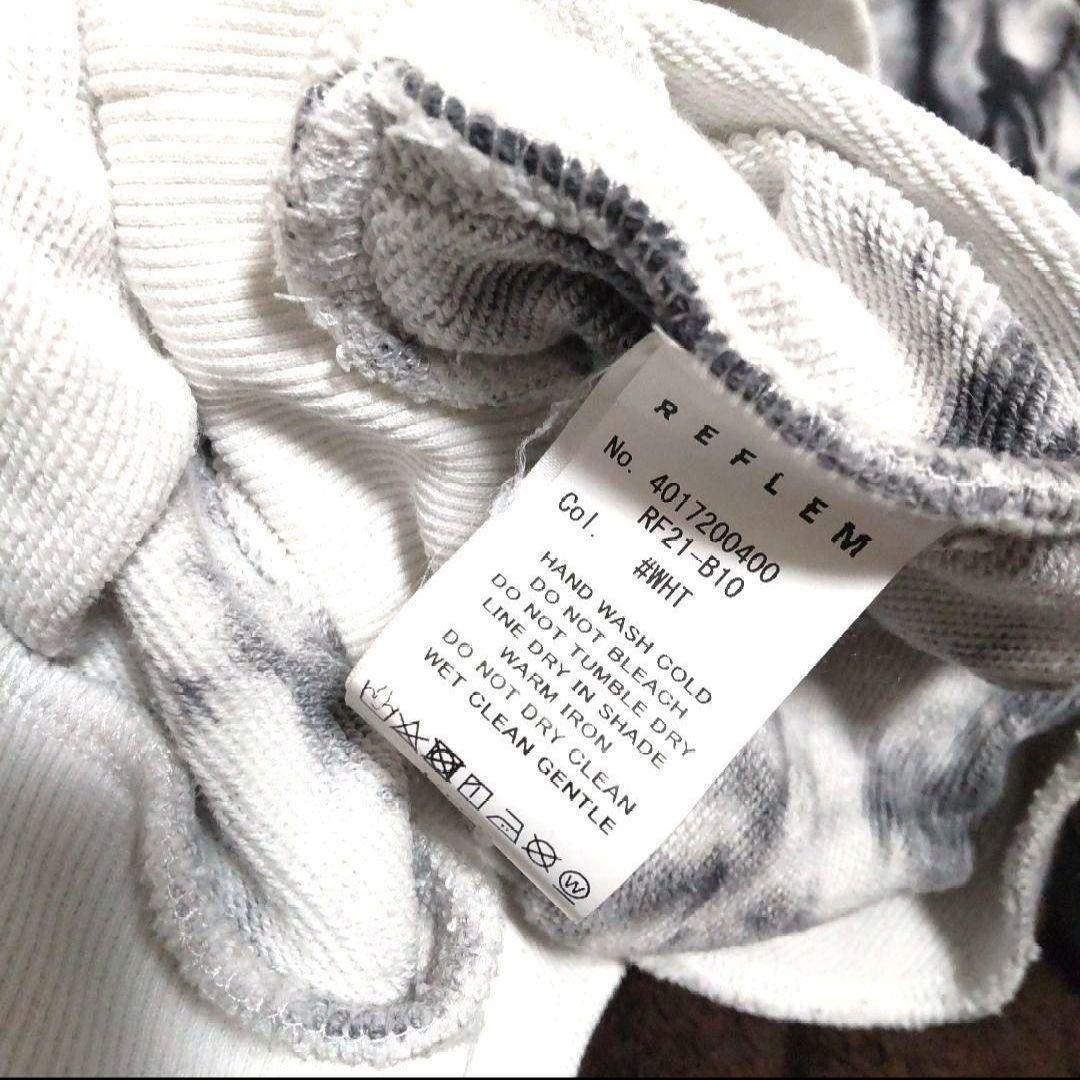 REFLEM
No. 4017200400
RF21-B10
Col. #WHT
HAND WASH COLD
DO NOT BLEACH
DO NOT TUMBLE DRY
LINE DRY IN SHADE
WARM IRON
DO NOT DRY CLEAN
WET CLEAN GENTLE
W